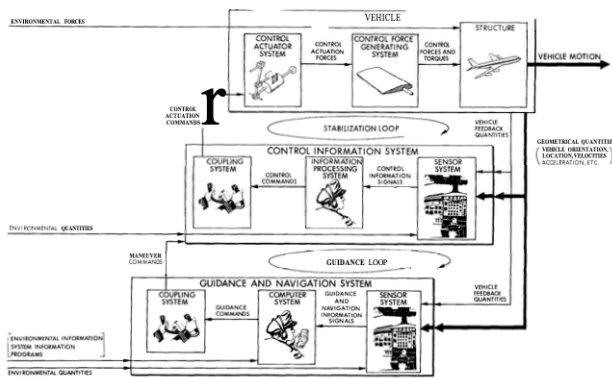 ENVIRONMENTAL FORCES
VEHICLE
STRUCTURE
CONTROL
ACTUATOR
SYSTEM
CONTROL
ACTUATION
FORCES
CONTROL FORCE
GENERATING
SYSTEM
CONTROL
FORCES AND
TORQUES
VEHICLE MOTION
CONTROL
ACTUATION
COMMANDS
r
STABILIZATION LOOP
VEHICLE
FEEDBACK
QUANTITIES
GEOMETRICAL QUANTITIE
VEHICLE ORIENTATION,
LOCATION, VELOCITIES
ACCELERATION, ETC.
CONTROL INFORMATION SYSTEM
COUPLING
SYSTEM
CONTROL
COMMANDS
INFORMATION
PROCESSING
SYSTEM
CONTROL
INFORMATION
SIGNALS
SENSOR
SYSTEM
ENVIRONMENTAL QUANTITIES
MANEUVER
COMMANDS
GUIDANCE LOOP
GUIDANCE AND NAVIGATION SYSTEM
COUPLING
SYSTEM
GUIDANCE
COMMANDS
COMPUTER
SYSTEM
GUIDANCE
AND
NAVIGATION
INFORMATION
SIGNALS
SENSOR
SYSTEM
VEHICLE
FEEDBACK
QUANTITIES
ENVIRONMENTAL INFORMATION
SYSTEM INFORMATION
PROGRAMS
ENVIRONMENTAL QUANTITIES